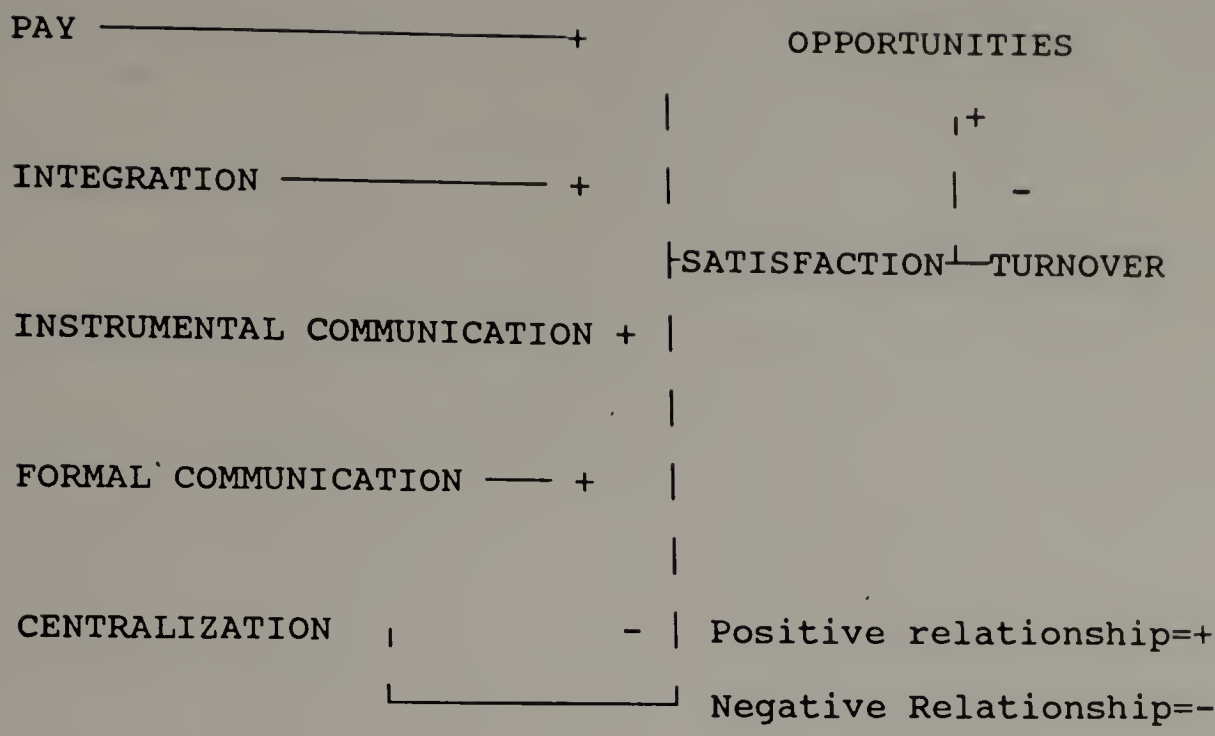 PAY + OPPORTUNITIES
+
INTEGRATION + -
SATISFACTION TURNOVER
INSTRUMENTAL COMMUNICATION +
FORMAL COMMUNICATION +
CENTRALIZATION - Positive relationship=+
Negative Relationship=-